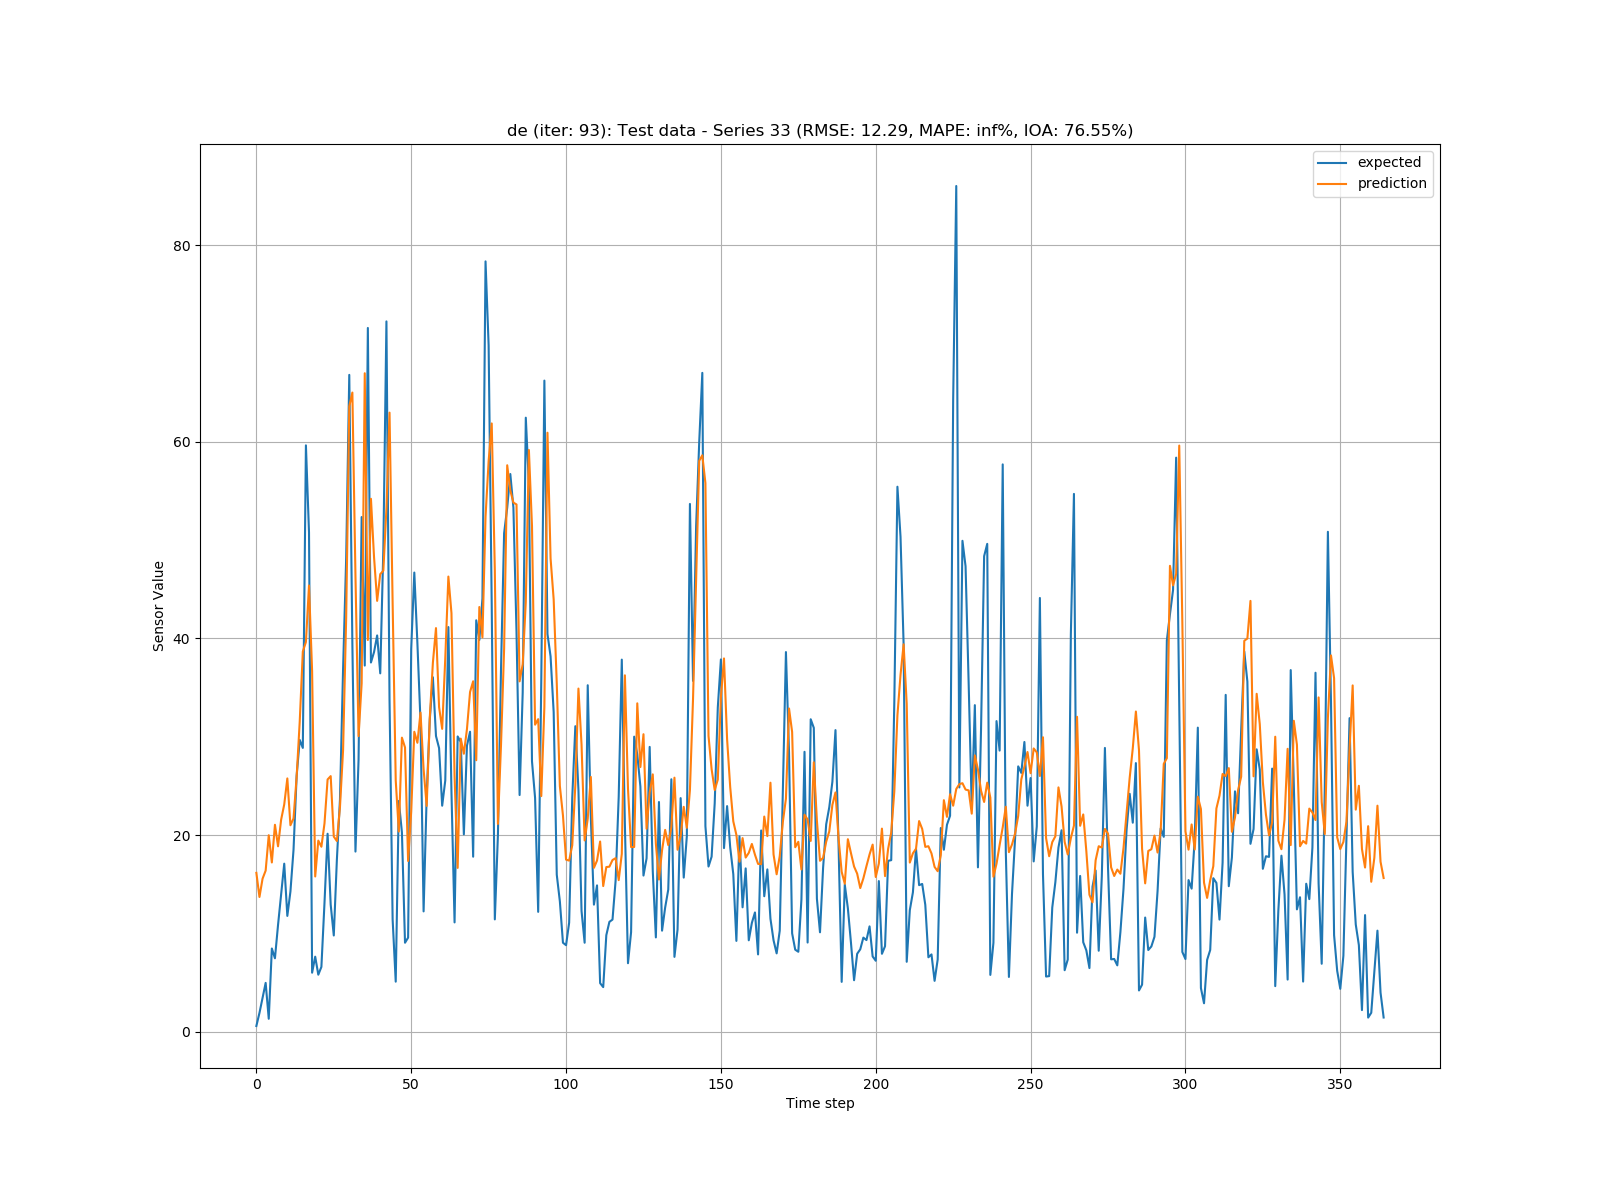 de (iter: 93): Test data - Series 33 (RMSE: 12.29, MAPE: inf%, IOA: 76.55%)
expected
prediction
80
60
40
20
0
Sensor Value
0 50 100 150 200 250 300 350
Time step